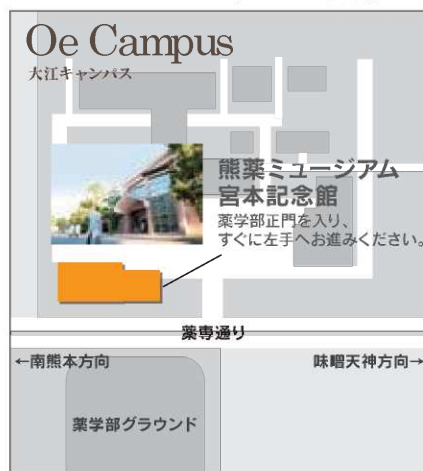 Oe Campus
大江キャンパス
熊薬ミュージアム
宮本記念館
薬学部正門を入り、
すぐに左手へお進みください。
薬専通り
←南熊本方向
味噌天神方向→
薬学部グラウンド